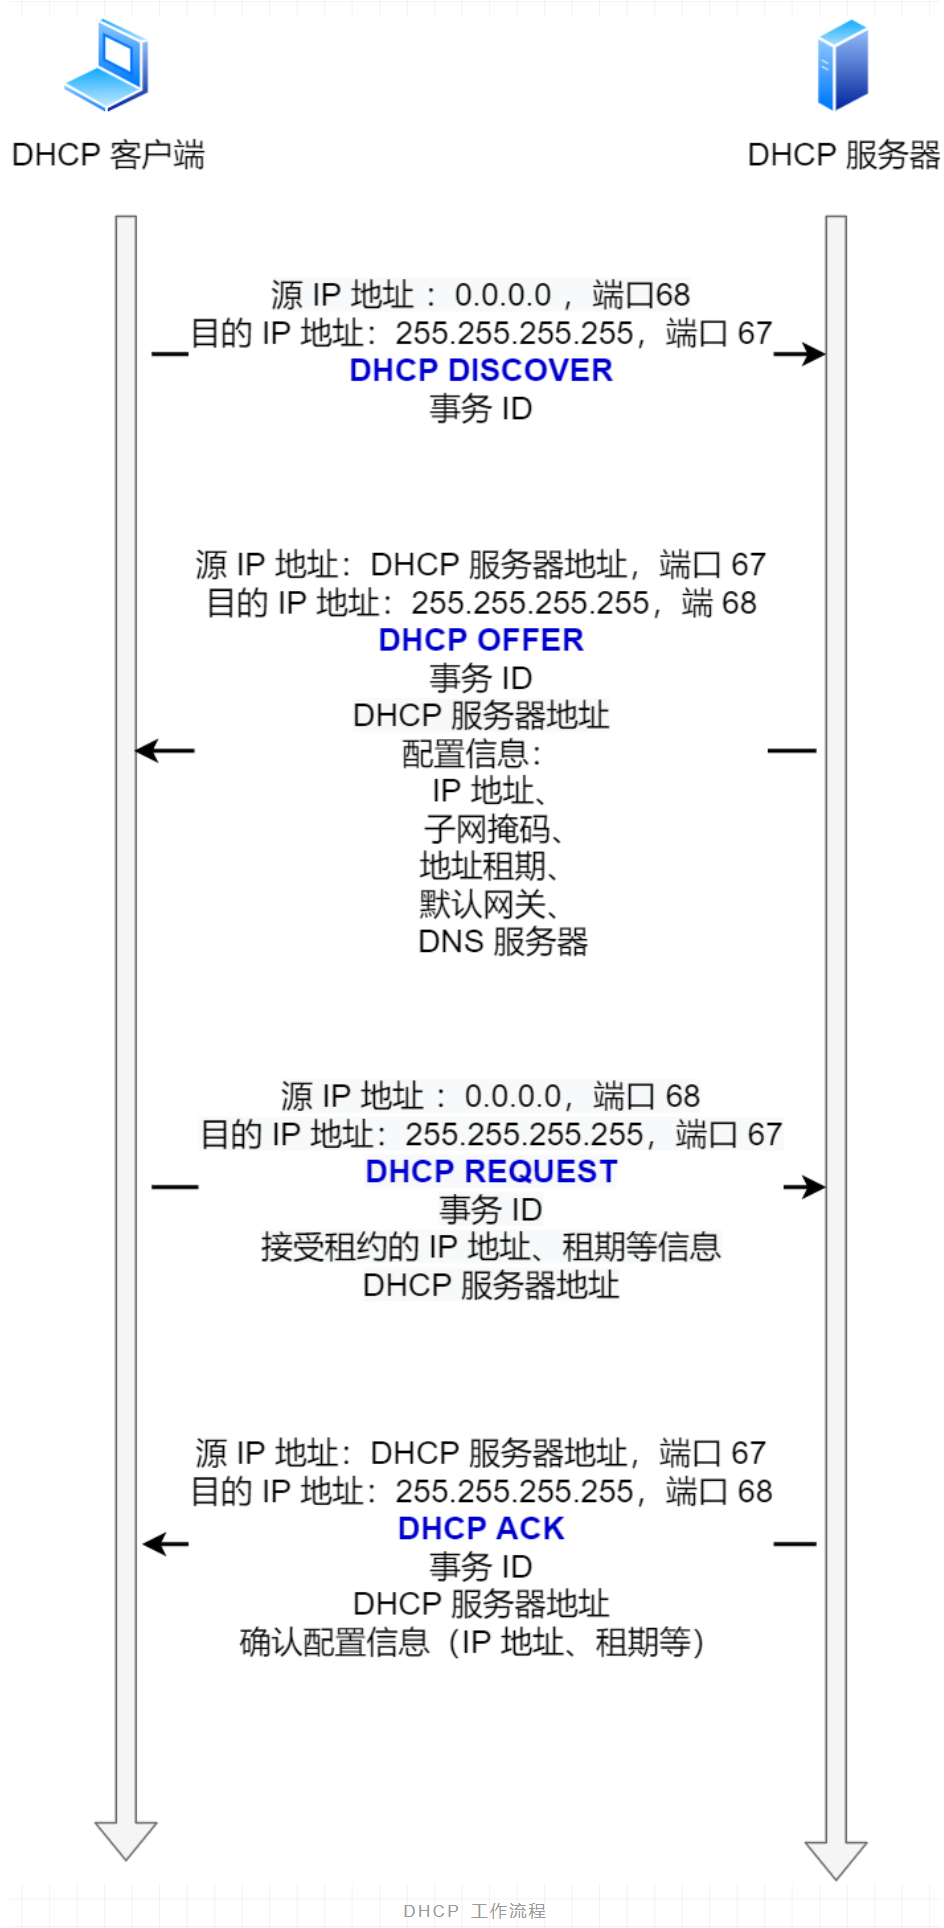 DHCP 客户端
DHCP 服务器
源 IP 地址 ：0.0.0.0 ，端口68
目的 IP 地址：255.255.255.255，端口 67
DHCP DISCOVER
事务 ID
源 IP 地址：DHCP 服务器地址，端口 67
目的 IP 地址：255.255.255.255，端 68
DHCP OFFER
事务 ID
DHCP 服务器地址
配置信息：
IP 地址、
子网掩码、
地址租期、
默认网关、
DNS 服务器
源 IP 地址 ：0.0.0.0，端口 68
目的 IP 地址：255.255.255.255，端口 67
DHCP REQUEST
事务 ID
接受租约的 IP 地址、租期等信息
DHCP 服务器地址
源 IP 地址：DHCP 服务器地址，端口 67
目的 IP 地址：255.255.255.255，端口 68
DHCP ACK
事务 ID
DHCP 服务器地址
确认配置信息（IP 地址、租期等）
DHCP 工作流程